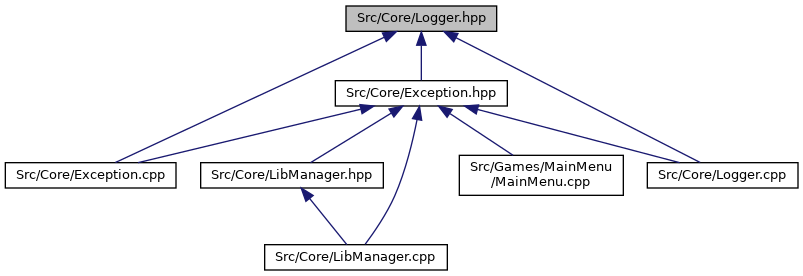 Src/Core/Logger.hpp
Src/Core/Exception.hpp
Src/Core/Exception.cpp
Src/Core/LibManager.hpp
Src/Games/MainMenu
/MainMenu.cpp
Src/Core/Logger.cpp
Src/Core/LibManager.cpp